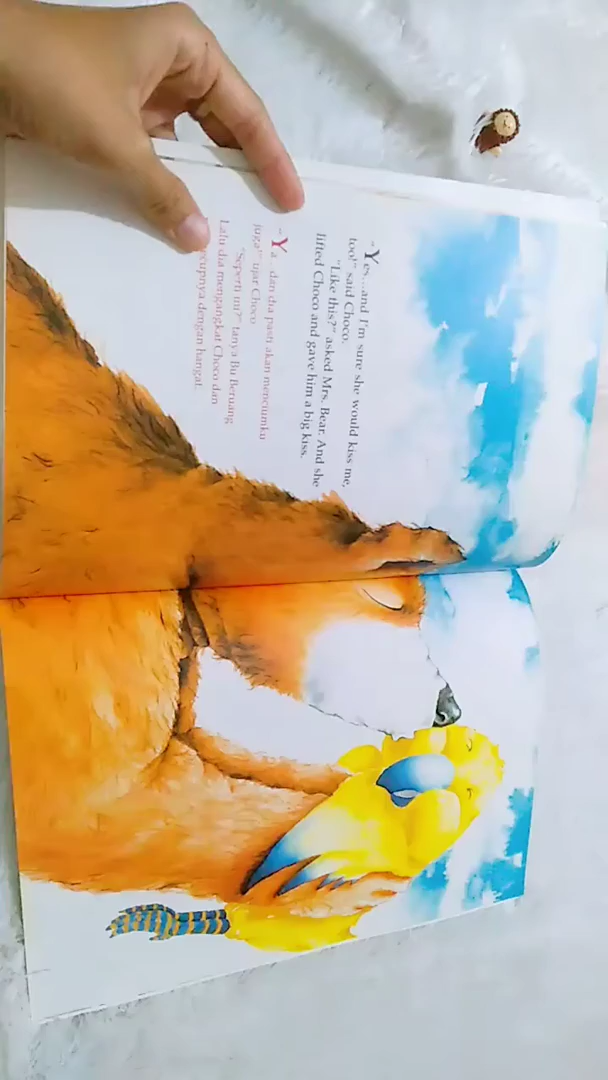 "Yes...and I'm sure she would kiss me,
too!" said Choco.
"Like this?" asked Mrs. Bear. And she
lifted Choco and gave him a big kiss.
"Ya...dan dia pasti akan menciumku
juga!" ujar Choco
"Seperti ini?" tanya Bu Beruang
Lalu dia mengangkat Choco dan
dengan hangat.